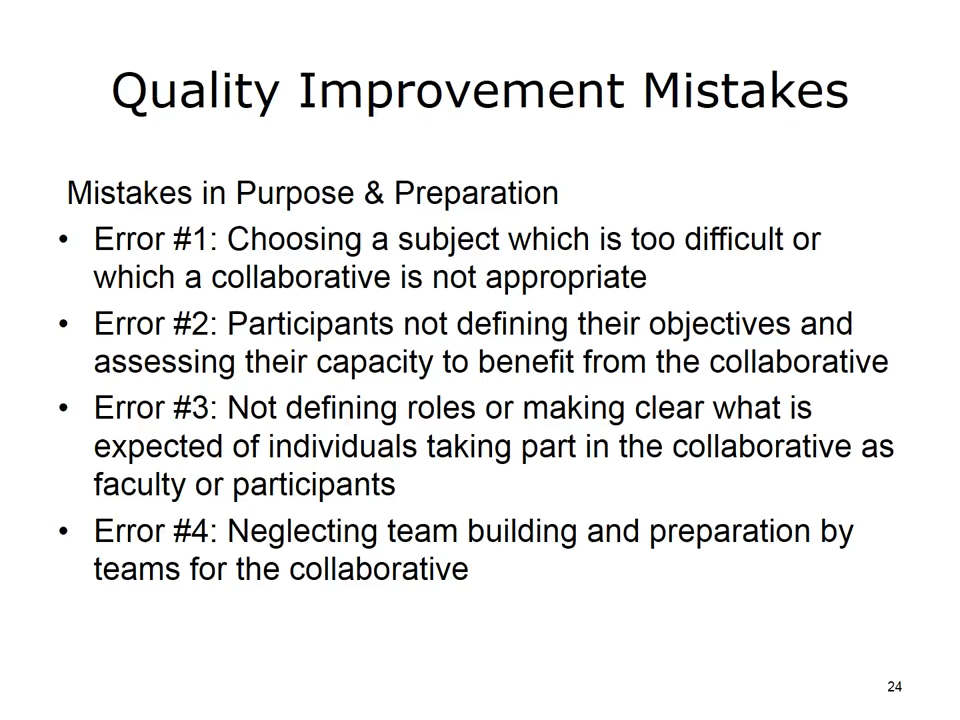 Quality Improvement Mistakes
Mistakes in Purpose & Preparation
• Error #1: Choosing a subject which is too difficult or
which a collaborative is not appropriate
• Error #2: Participants not defining their objectives and
assessing their capacity to benefit from the collaborative
• Error #3: Not defining roles or making clear what is
expected of individuals taking part in the collaborative as
faculty or participants
• Error #4: Neglecting team building and preparation by
teams for the collaborative
24